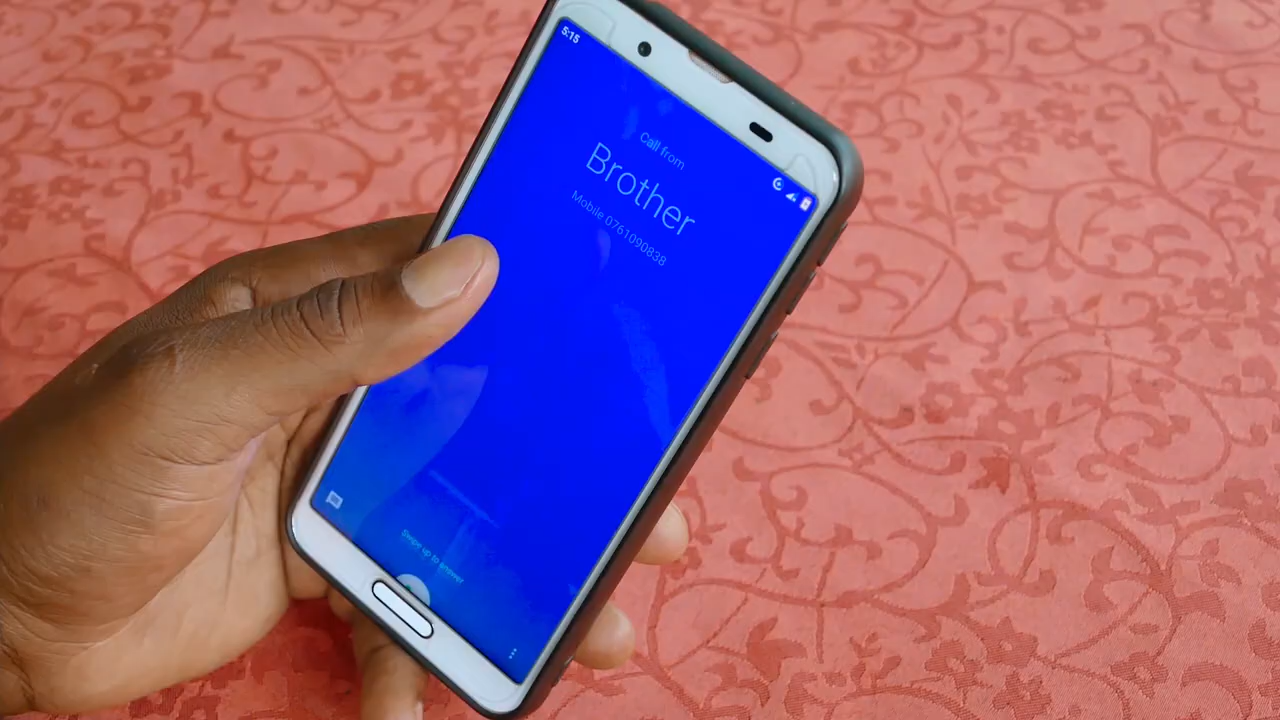 5:15
Call from
Brother
Mobile 0761090838
Swipe up to answer